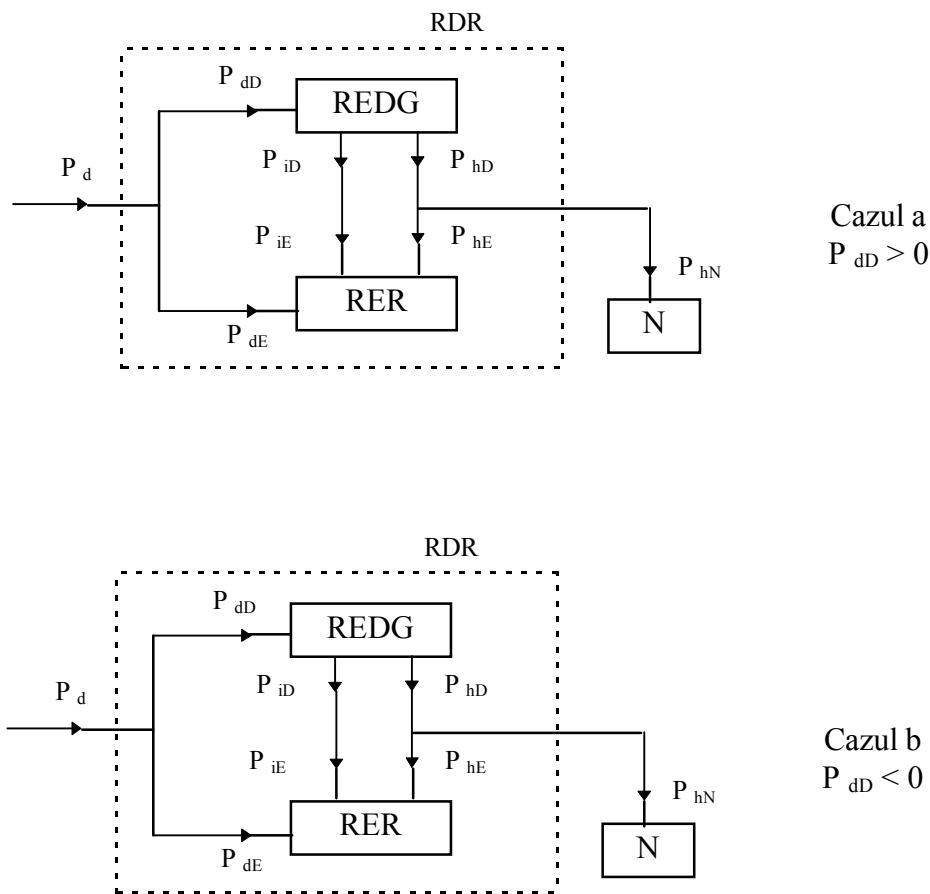 RDR
P dD
REDG
P d
P iD
P hD
Cazul a
P dD > 0
P iE
P hE
P hN
RER
N
P dE
RDR
P dD
REDG
P d
P iD
P hD
Cazul b
P dD < 0
P iE
P hE
P hN
RER
N
P dE